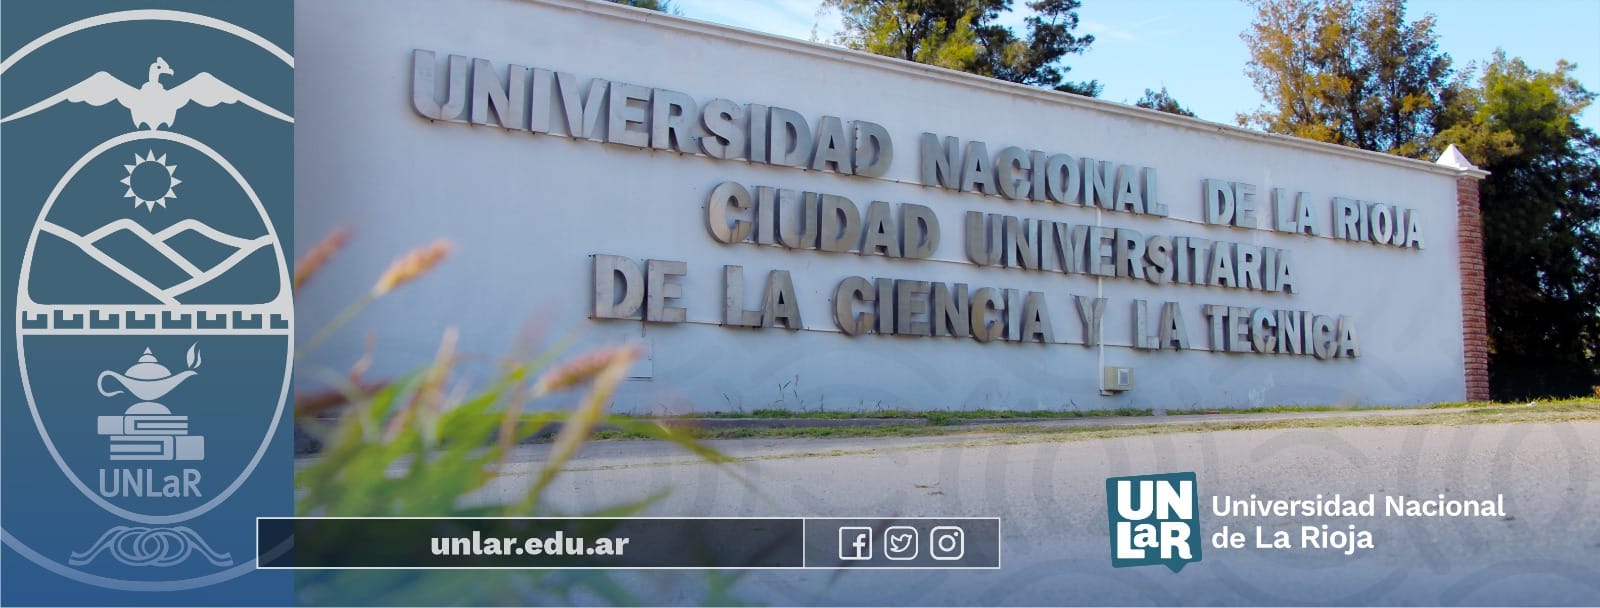 UNIVERSIDAD NACIONAL DE LA RIOJA
CIUDAD UNIVERSITARIA
DE LA CIENCIA Y LA TECNICA
UNLaR
unlar.edu.ar
UN
LaR
Universidad Nacional
de La Rioja